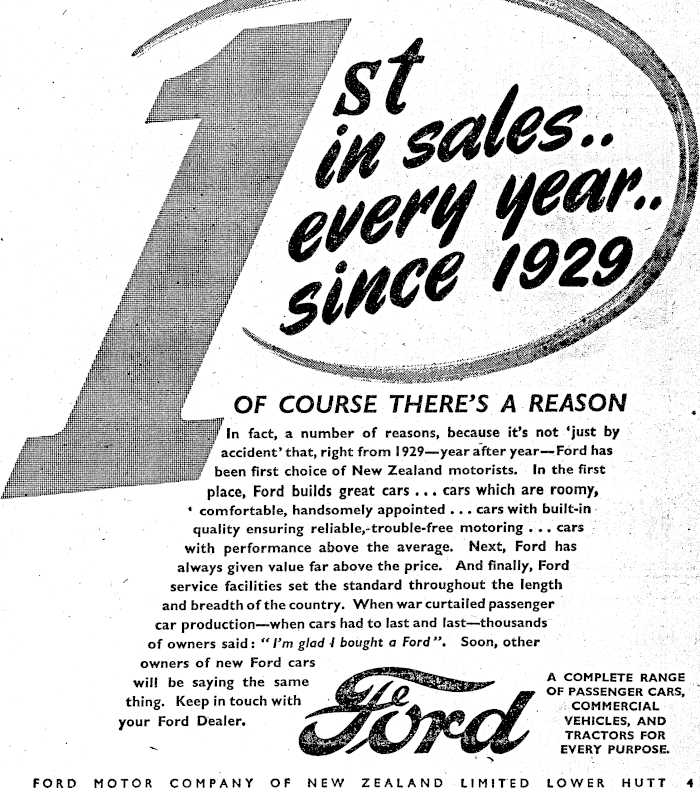 1st
in sales..
every year..
since 1929
OF COURSE THERE'S A REASON
In fact, a number of reasons, because it's not 'just by
accident' that, right from 1929—year after year—Ford has
been first choice of New Zealand motorists. In the first
place, Ford builds great cars ... cars which are roomy,
comfortable, handsomely appointed ... cars with built-in
quality ensuring reliable, trouble-free motoring ... cars
with performance above the average. Next, Ford has
always given value far above the price. And finally, Ford
service facilities set the standard throughout the length
and breadth of the country. When war curtailed passenger
car production—when cars had to last and last—thousands
of owners said: "I'm glad I bought a Ford". Soon, other
owners of new Ford cars
will be saying the same
thing. Keep in touch with
your Ford Dealer.
The Ford
A COMPLETE RANGE
OF PASSENGER CARS,
COMMERCIAL
VEHICLES, AND
TRACTORS FOR
EVERY PURPOSE.
FORD MOTOR COMPANY OF NEW ZEALAND LIMITED LOWER HUTT 4